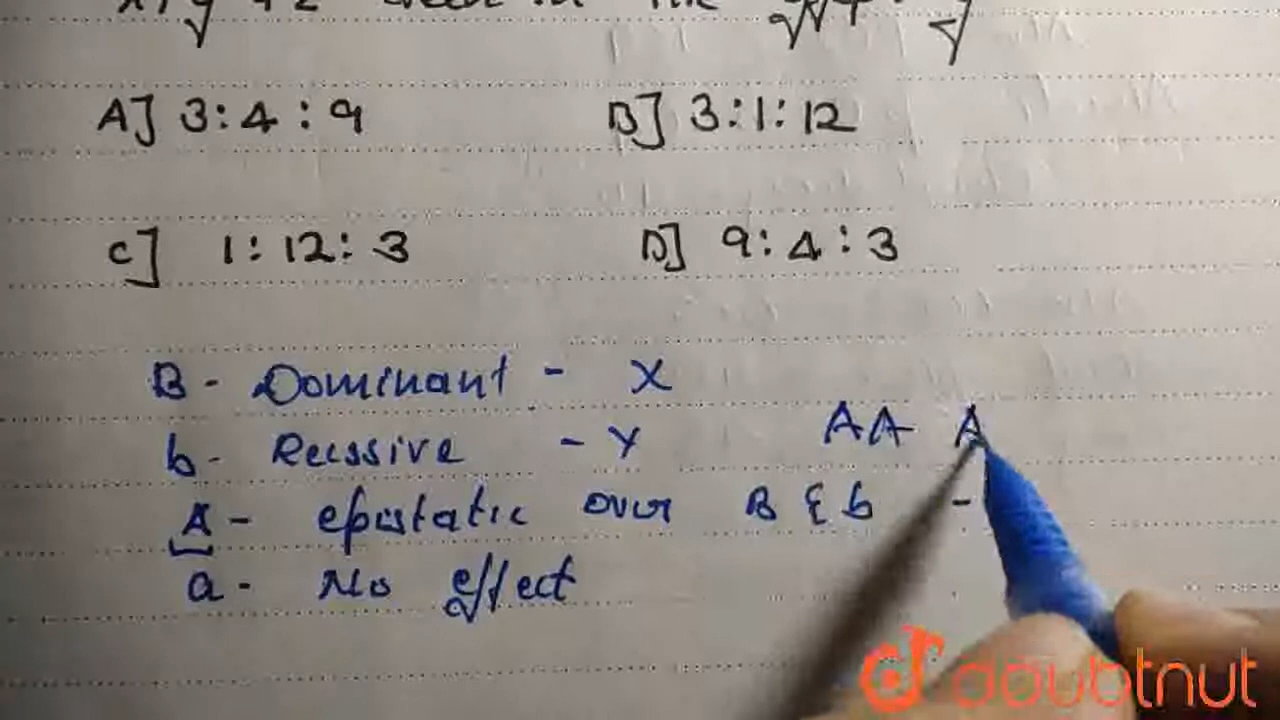 x, y & z
A] 3:4:9 B] 3:1:12
C] 1:12:3 D] 9:4:3
B - Dominant - X
b - Recssive - Y AA A
A - epistatic over B & b -
a - No effect
doubtnut